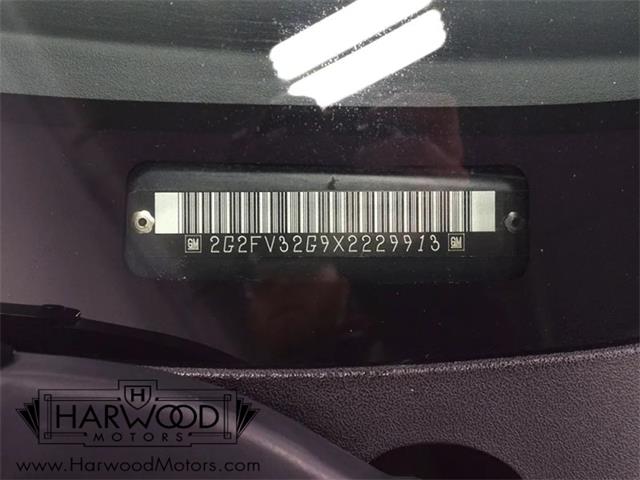 GM 2G2FV32G9X2229913 GM
H
HARWOOD
MOTORS
www.HarwoodMotors.com